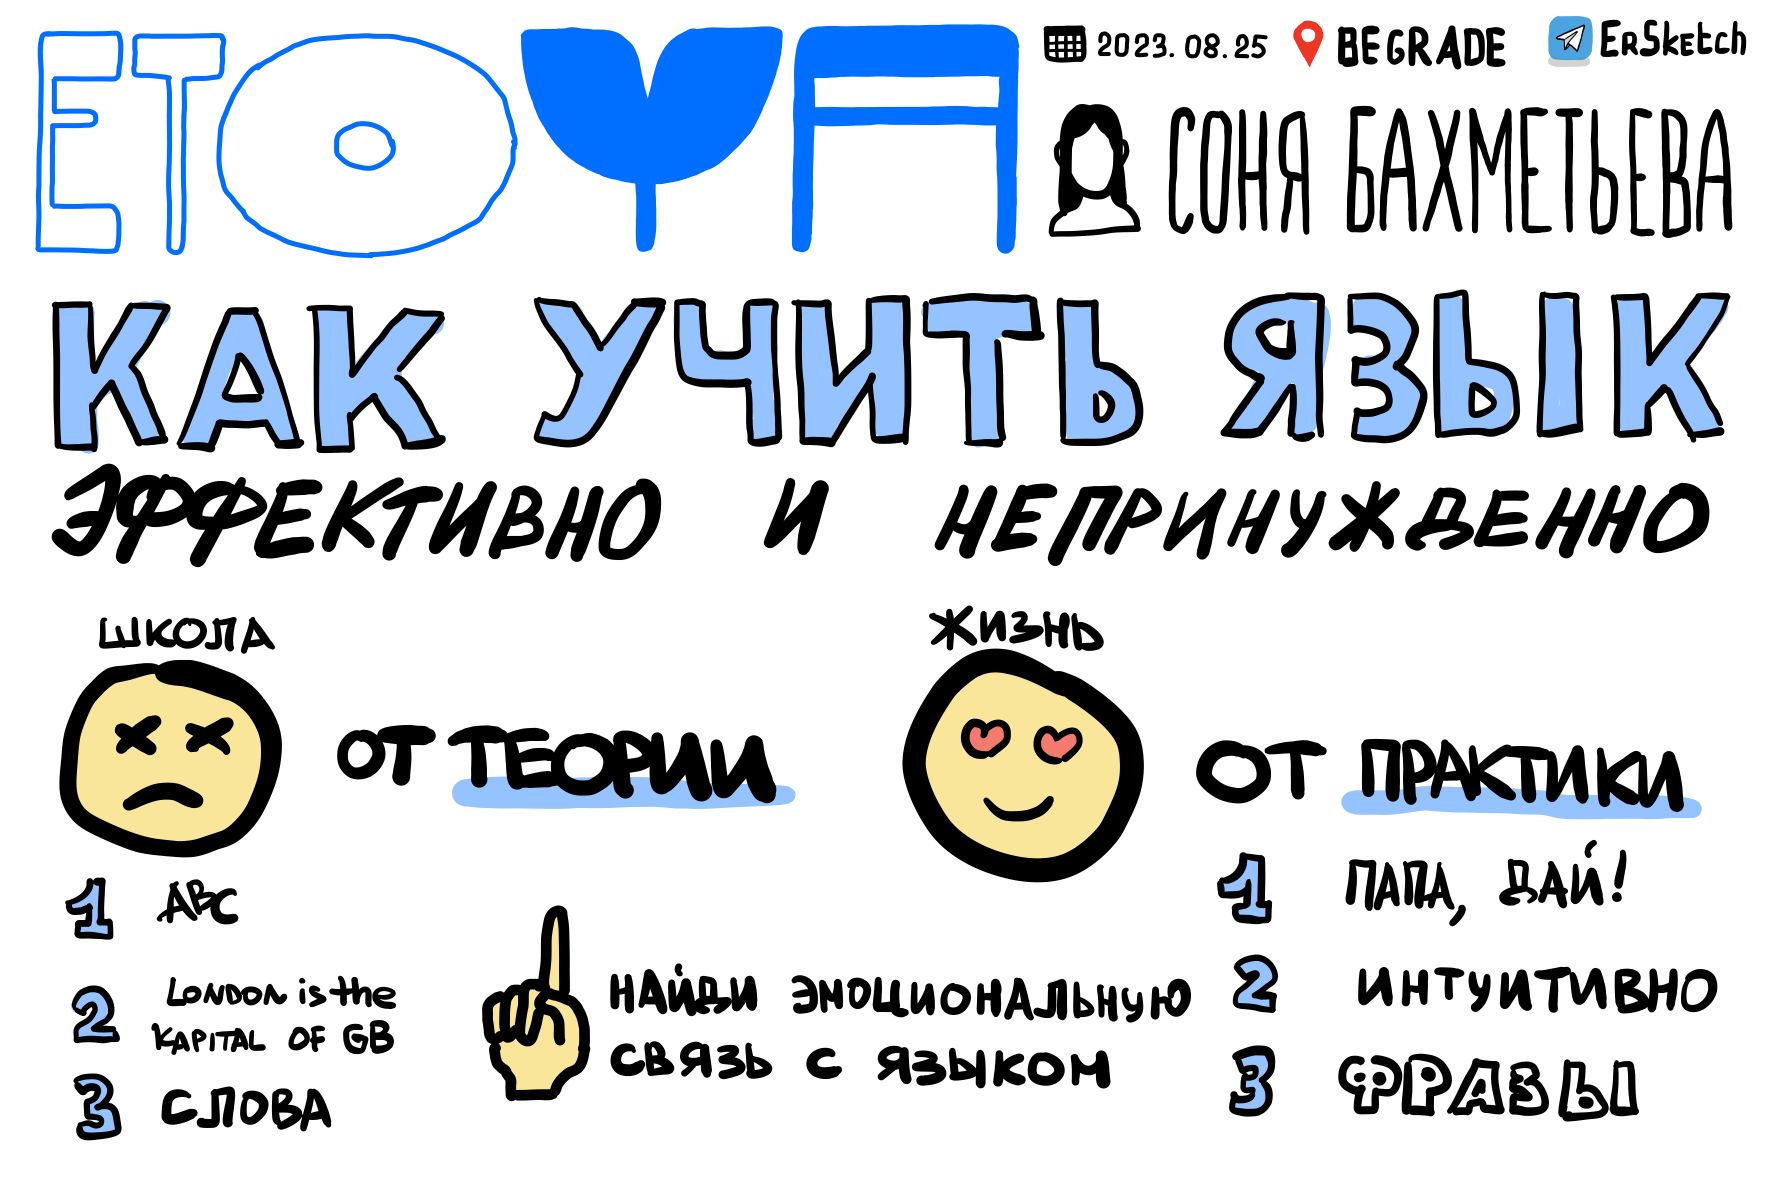 ETOYA
2023.08.25
BEGRADE
ErSketch
СОНЯ БАХМЕТЬЕВА
КАК УЧИТЬ ЯЗЫК
ЭФФЕКТИВНО И НЕПРИНУЖДЕННО
ШКОЛА
ОТ ТЕОРИИ
1 ABC
2 LONDON is the
KAPITAL OF GB
3 СЛОВА
НАЙДИ ЭМОЦИОНАЛЬНУЮ
СВЯЗЬ С ЯЗЫКОМ
ЖИЗНЬ
ОТ ПРАКТИКИ
1 ПАПА, ДАЙ!
2 ИНТУИТИВНО
3 ФРАЗЫ